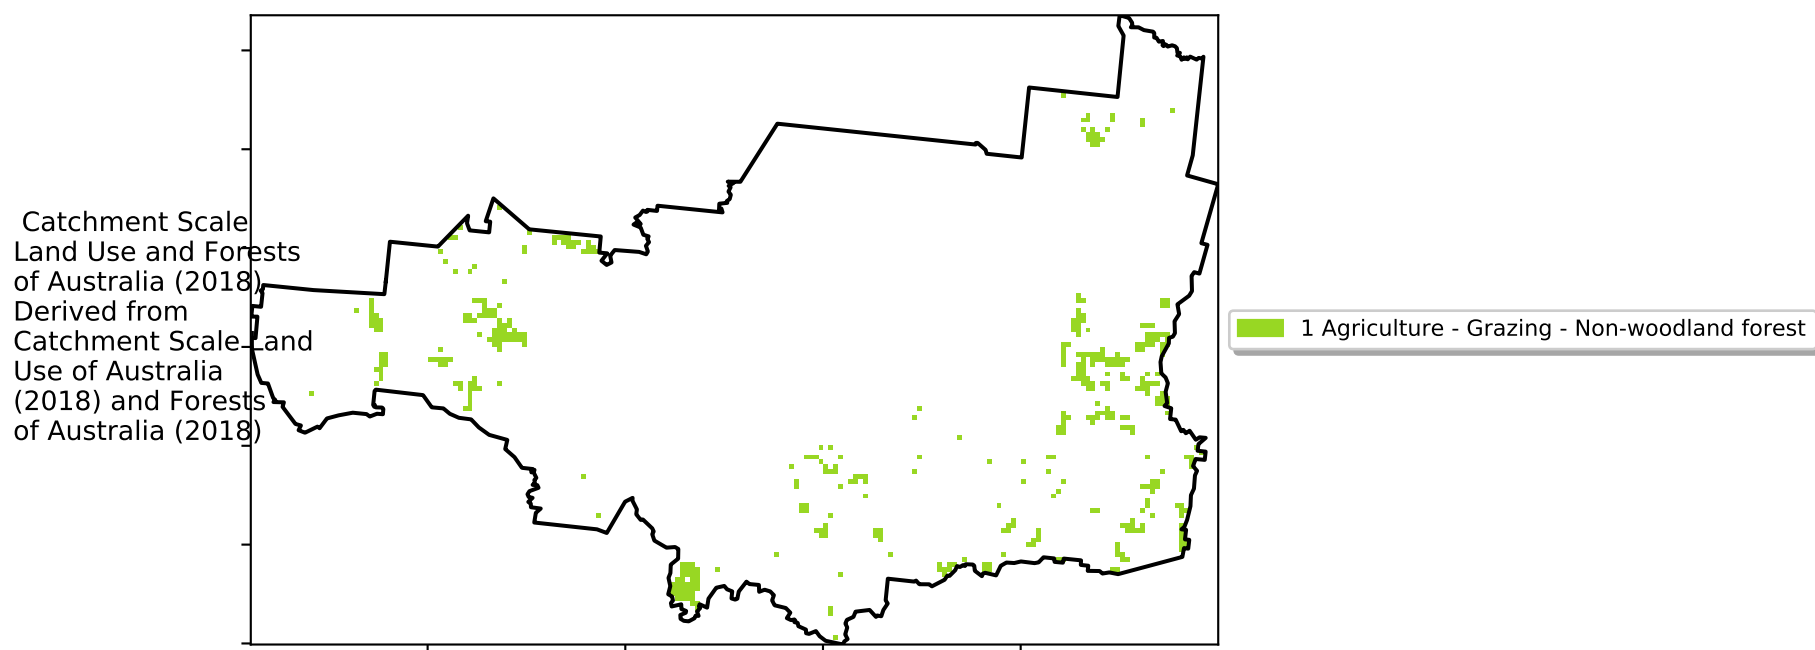 Catchment Scale
Land Use and Forests
of Australia (2018)
Derived from
Catchment Scale Land
Use of Australia
(2018) and Forests
of Australia (2018)
1 Agriculture - Grazing - Non-woodland forest